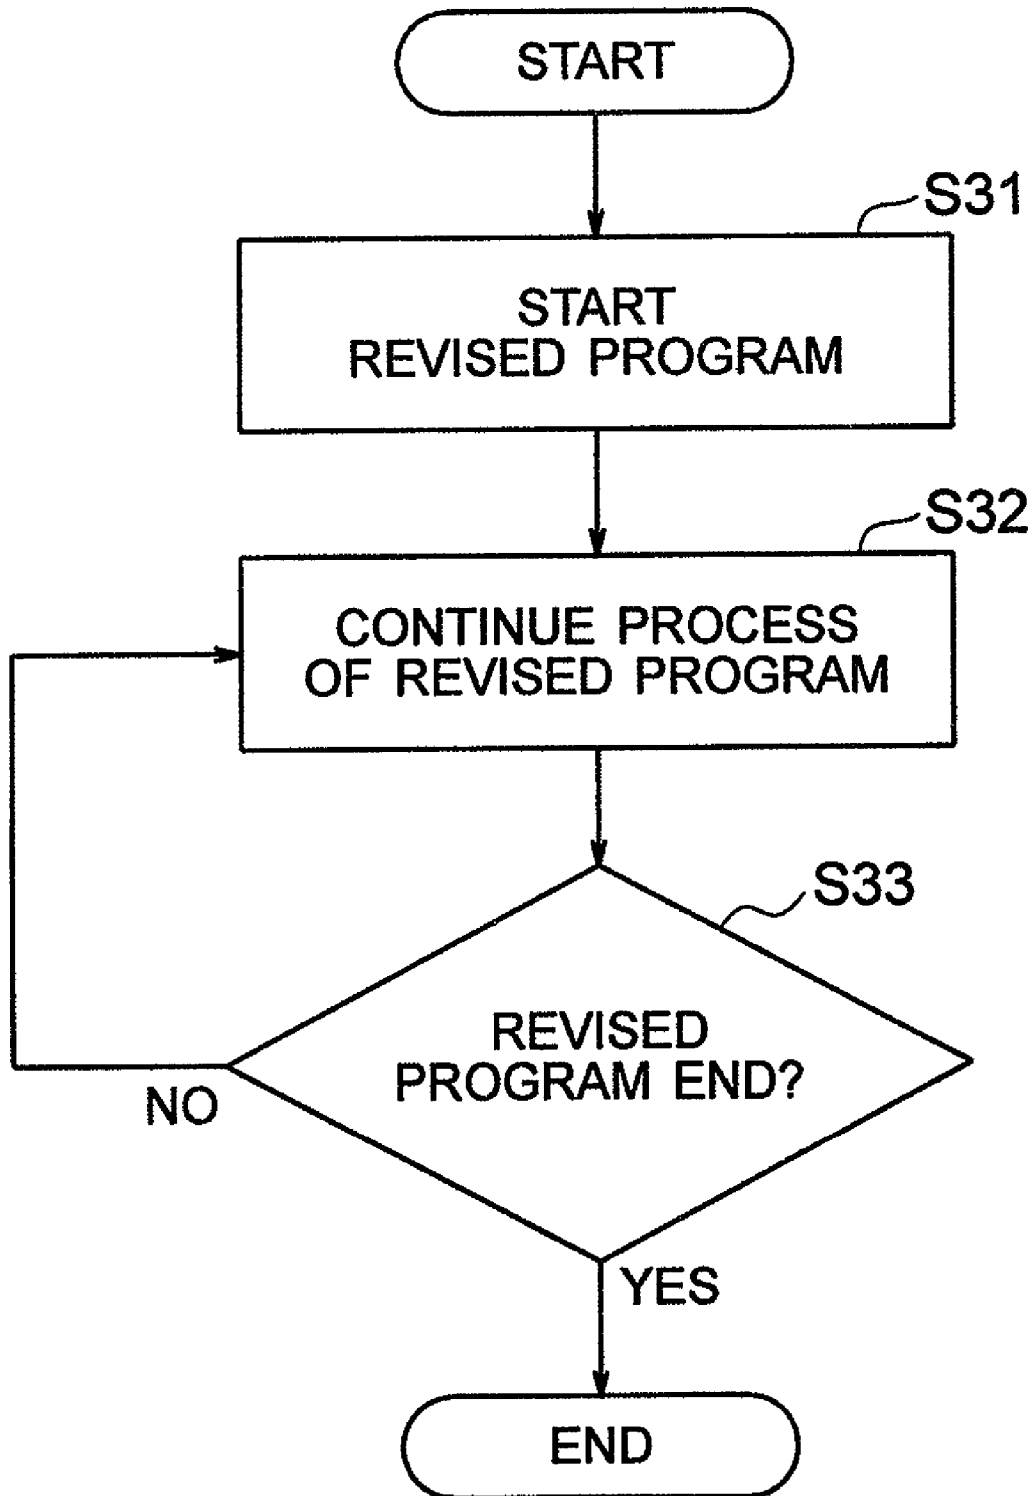 START
S31
START
REVISED PROGRAM
S32
CONTINUE PROCESS
OF REVISED PROGRAM
S33
REVISED
PROGRAM END?
NO
YES
END